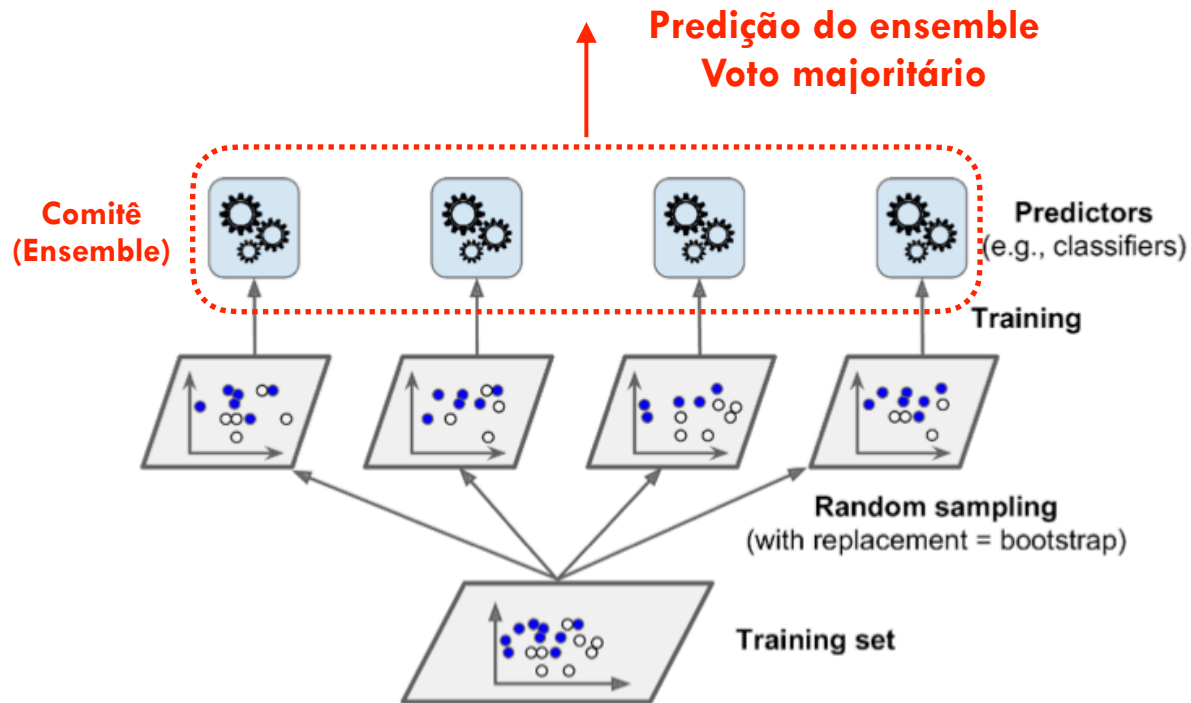 Predição do ensemble
Voto majoritário
Comitê
(Ensemble)
Predictors
(e.g., classifiers)
Training
Random sampling
(with replacement = bootstrap)
Training set